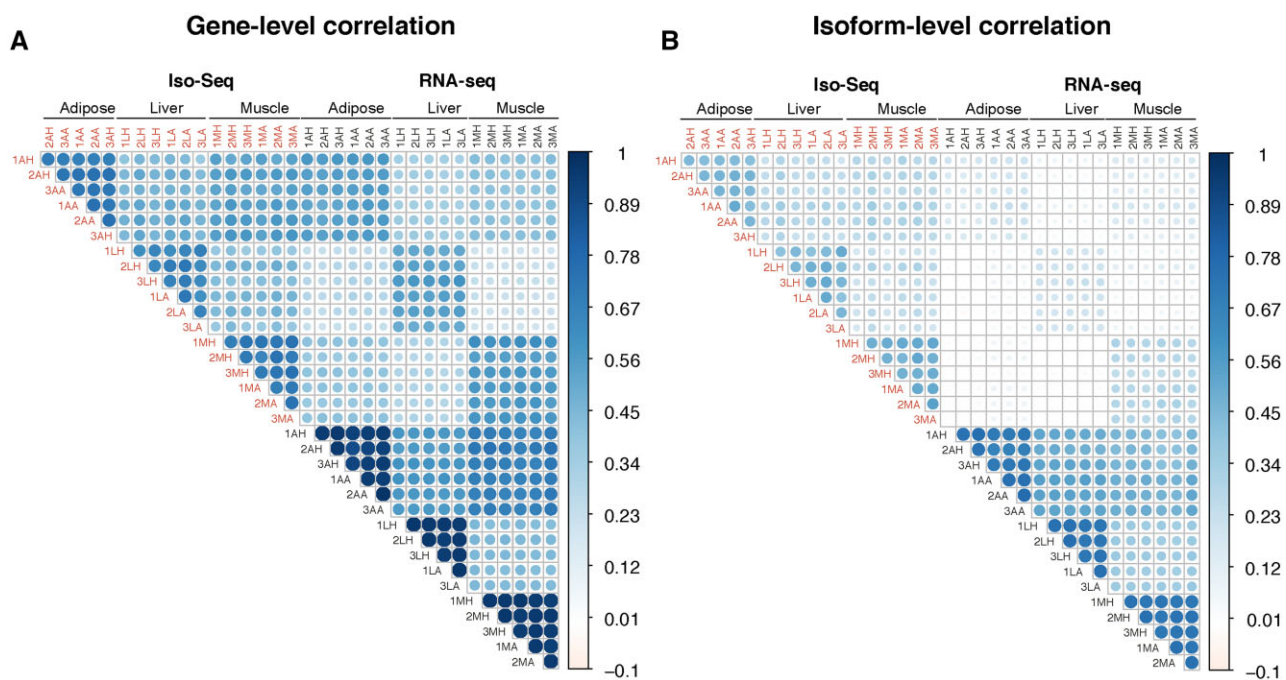 Gene-level correlation
A
Iso-Seq RNA-seq
Adipose Liver Muscle Adipose Liver Muscle
2AH 3AA 1AA 2AA 3AH 1LH 2LH 3LH 1LA 2LA 3LA 1MH 2MH 3MH 1MA 2MA 3MA 1AH 2AH 3AH 1AA 2AA 3AA 1LH 2LH 3LH 1LA 3LA 1MH 2MH 3MH 1MA 2MA 3MA
1AH
2AH
3AA
1AA
2AA
3AH
1LH
2LH
3LH
1LA
2LA
3LA
1MH
2MH
3MH
1MA
2MA
3MA
1AH
2AH
3AH
1AA
2AA
3AA
1LH
2LH
3LH
1LA
3LA
1MH
2MH
3MH
1MA
2MA
1
0.89
0.78
0.67
0.56
0.45
0.34
0.23
0.12
0.01
−0.1
Isoform-level correlation
B
Iso-Seq RNA-seq
Adipose Liver Muscle Adipose Liver Muscle
2AH 3AA 1AA 2AA 3AH 1LH 2LH 3LH 1LA 2LA 3LA 1MH 2MH 3MH 1MA 2MA 3MA 1AH 2AH 3AH 1AA 2AA 3AA 1LH 2LH 3LH 1LA 3LA 1MH 2MH 3MH 1MA 2MA 3MA
1AH
2AH
3AA
1AA
2AA
3AH
1LH
2LH
3LH
1LA
2LA
3LA
1MH
2MH
3MH
1MA
2MA
3MA
1AH
2AH
3AH
1AA
2AA
3AA
1LH
2LH
3LH
1LA
3LA
1MH
2MH
3MH
1MA
2MA
1
0.89
0.78
0.67
0.56
0.45
0.34
0.23
0.12
0.01
−0.1